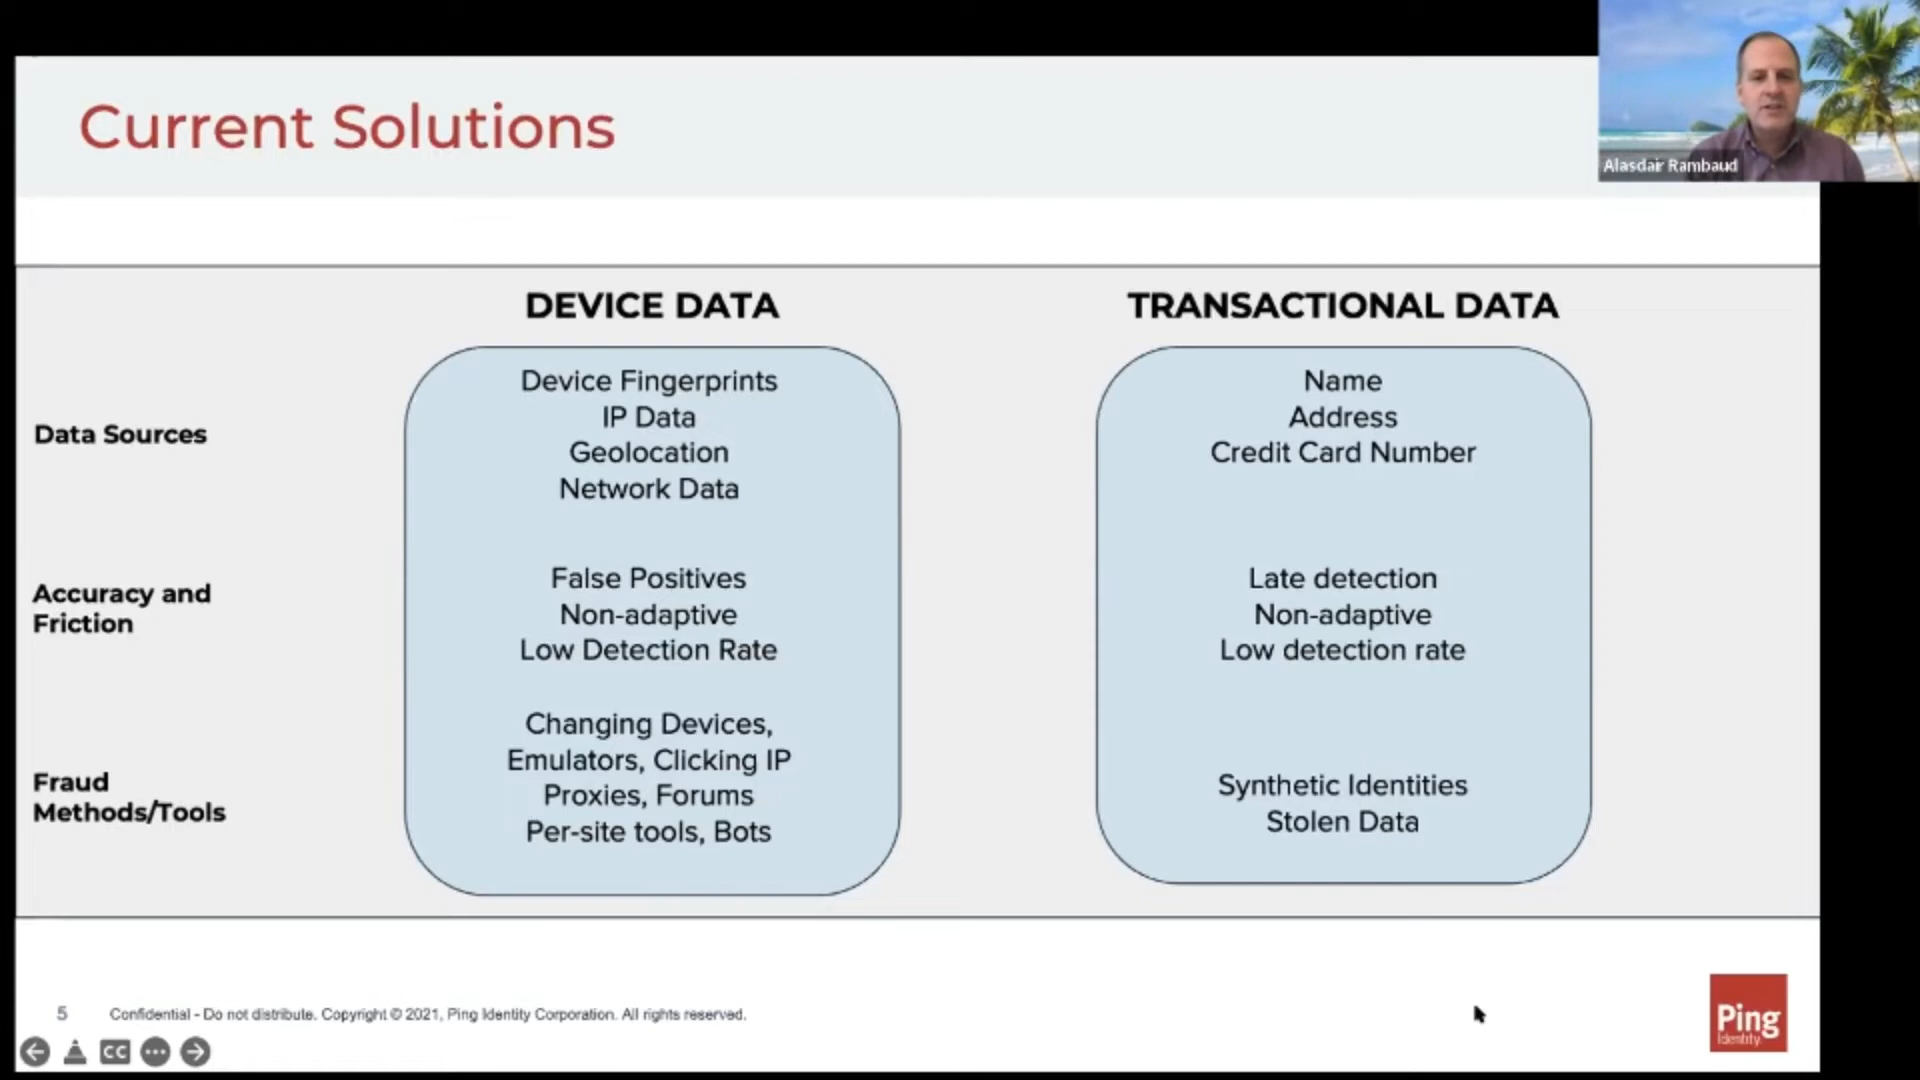 Current Solutions
Alasdair Rambaud
DEVICE DATA
TRANSACTIONAL DATA
Data Sources
Device Fingerprints
IP Data
Geolocation
Network Data
Name
Address
Credit Card Number
Accuracy and
Friction
False Positives
Non-adaptive
Low Detection Rate
Late detection
Non-adaptive
Low detection rate
Fraud
Methods/Tools
Changing Devices,
Emulators, Clicking IP
Proxies, Forums
Per-site tools, Bots
Synthetic Identities
Stolen Data
5
Confidential - Do not distribute. Copyright © 2021, Ping Identity Corporation. All rights reserved.
Ping
Identity.
CC